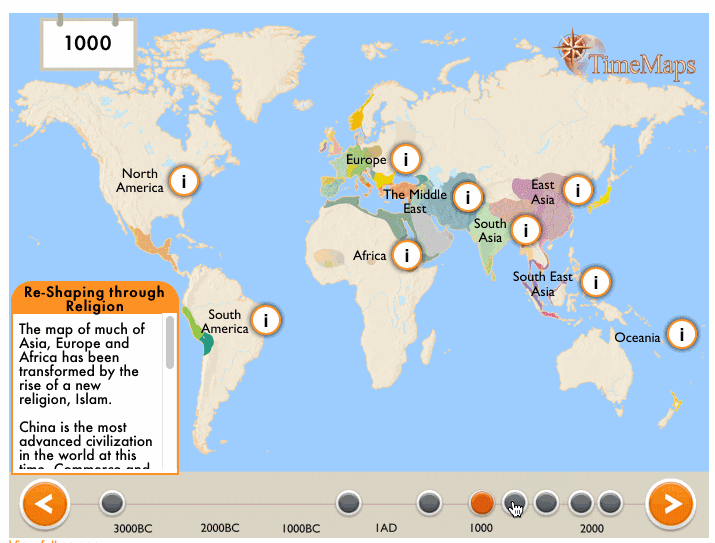 1000
TimeMaps
Europe
i
North
America
i
The Middle
East
i
East
Asia
i
South
Asia
i
Africa
i
South East
Asia
i
South
America
i
Oceania
i
Re-Shaping through
Religion
The map of much of
Asia, Europe and
Africa has been
transformed by the
rise of a new
religion, Islam.
China is the most
advanced civilization
in the world at this
time. Commerce and
<
>
3000BC
2000BC
1000BC
1AD
1000
2000